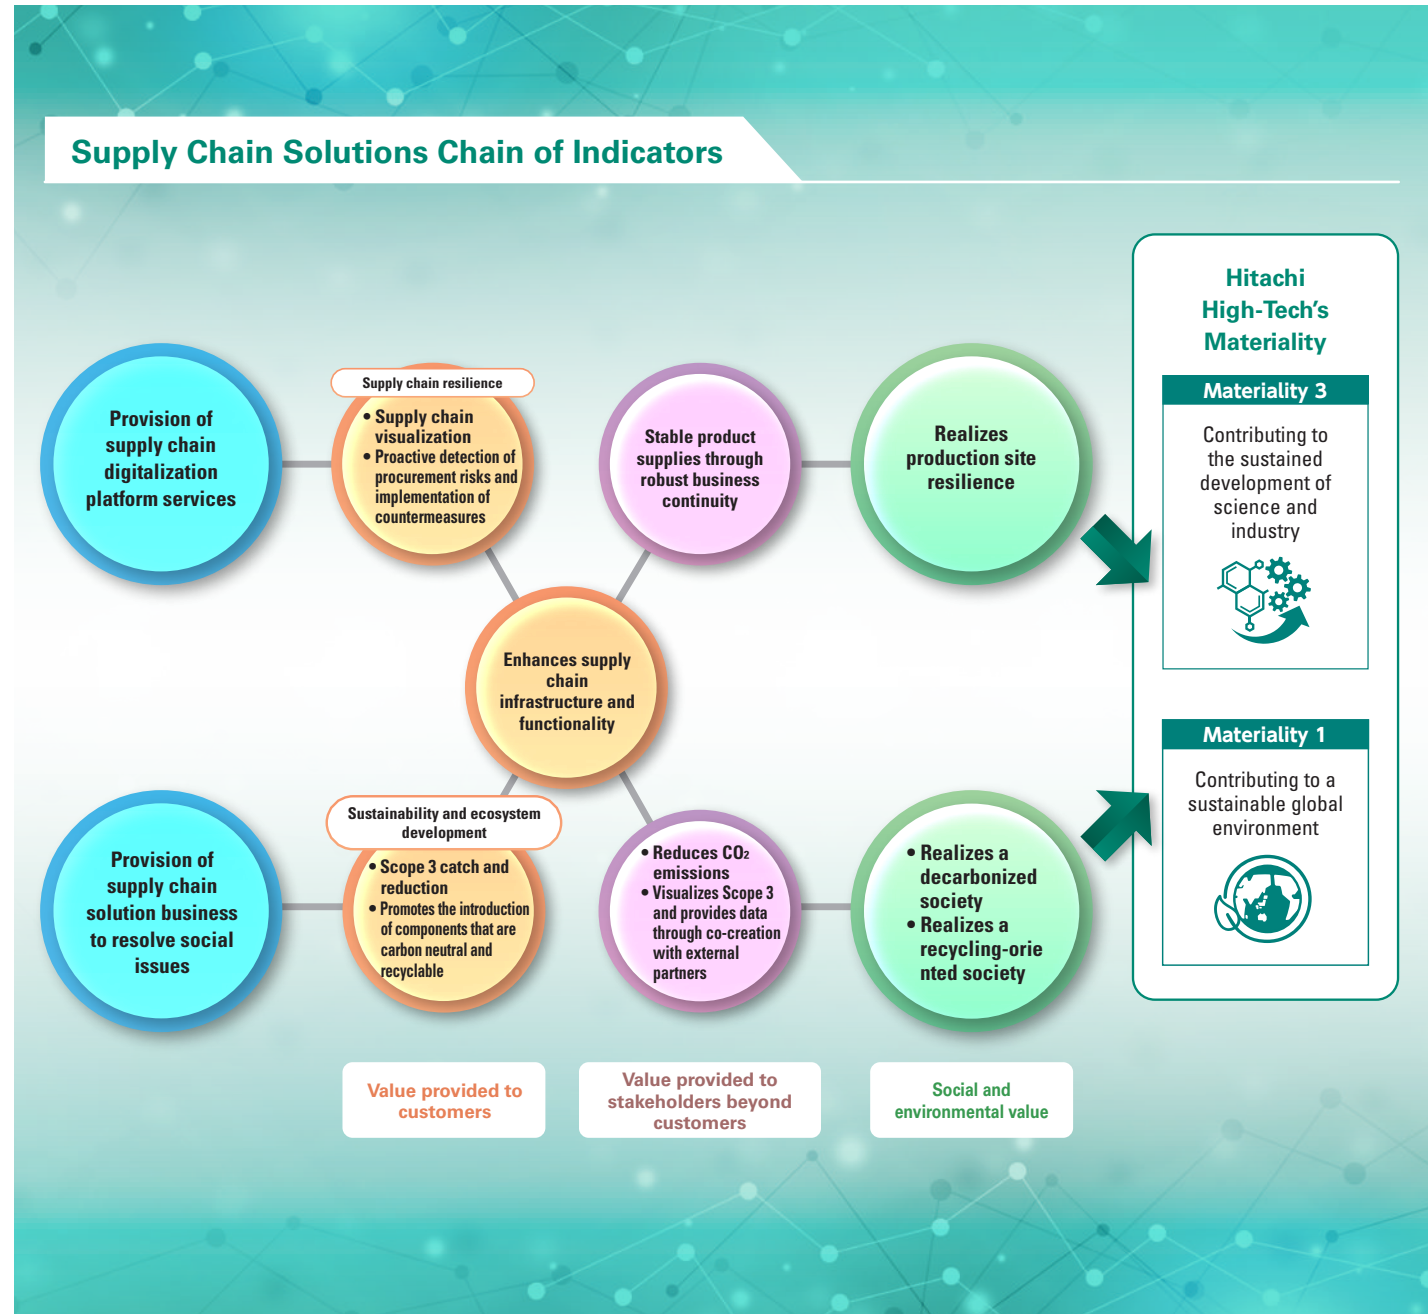 Supply Chain Solutions Chain of Indicators
Provision of
supply chain
digitalization
platform services
Supply chain resilience
• Supply chain
visualization
• Proactive detection of
procurement risks and
implementation of
countermeasures
Stable product
supplies through
robust business
continuity
Realizes
production site
resilience
Enhances supply
chain
infrastructure and
functionality
Provision of
supply chain
solution business
to resolve social
issues
Sustainability and ecosystem
development
• Scope 3 catch and
reduction
• Promotes the introduction
of components that are
carbon neutral and
recyclable
• Reduces CO₂
emissions
• Visualizes Scope 3
and provides data
through co-creation
with external
partners
• Realizes a
decarbonized
society
• Realizes a
recycling-orie
nted society
Value provided to
customers
Value provided to
stakeholders beyond
customers
Social and
environmental value
Hitachi
High-Tech’s
Materiality
Materiality 3
Contributing to
the sustained
development of
science and
industry
Materiality 1
Contributing to a
sustainable global
environment